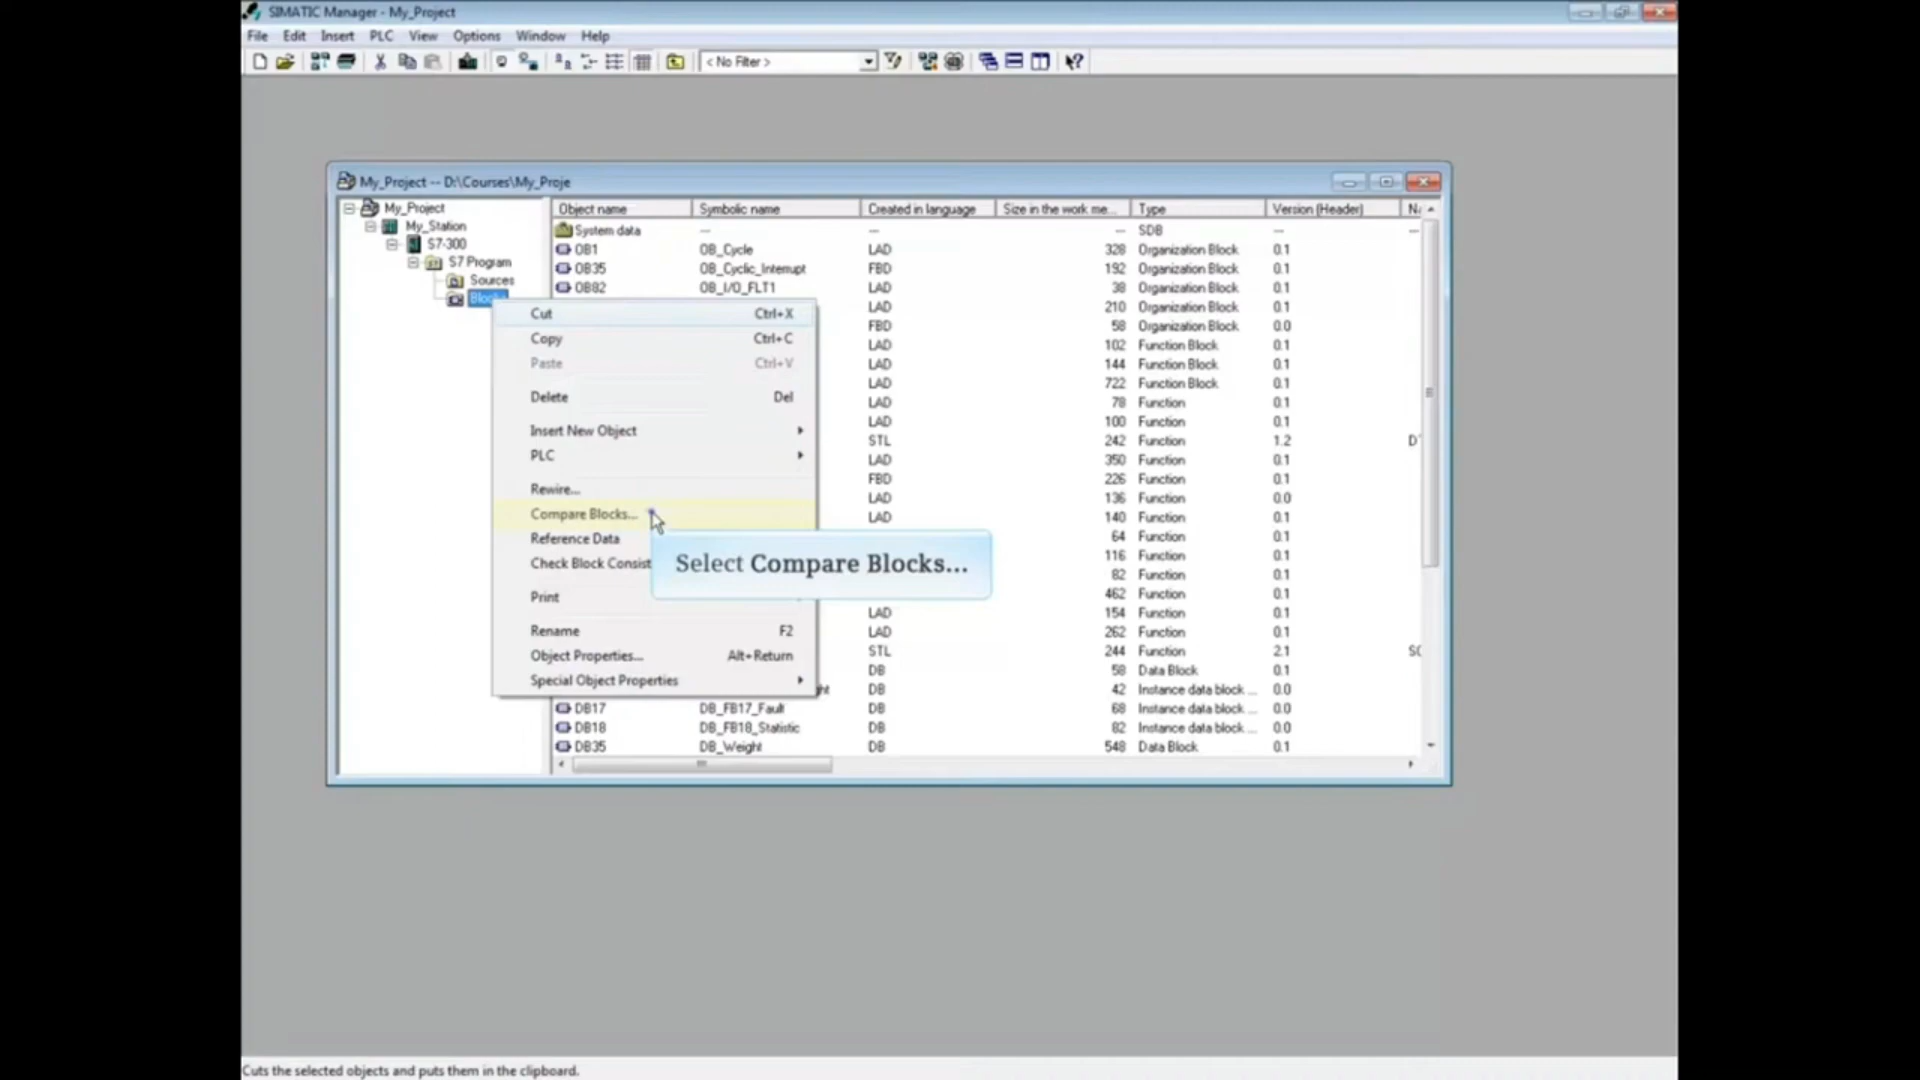 SIMATIC Manager - My_Project
File Edit Insert PLC View Options Window Help
< No Filter >
My_Project -- D:\Courses\My_Proje
My_Project
My_Station
S7-300
S7 Program
Sources
Blocks
Object name Symbolic name Created in language Size in the work me... Type Version (Header)
System data --- --- --- SDB ---
OB1 OB_Cycle LAD 328 Organization Block 0.1
OB35 OB_Cyclic_Interrupt FBD 192 Organization Block 0.1
OB82 OB_I/O_FLT1 LAD 38 Organization Block 0.1
LAD 210 Organization Block 0.1
FBD 58 Organization Block 0.0
LAD 102 Function Block 0.1
LAD 144 Function Block 0.1
LAD 722 Function Block 0.1
LAD 78 Function 0.1
LAD 100 Function 0.1
STL 242 Function 1.2
LAD 350 Function 0.1
FBD 226 Function 0.1
LAD 136 Function 0.0
LAD 140 Function 0.1
64 Function 0.1
116 Function 0.1
82 Function 0.1
462 Function 0.1
LAD 154 Function 0.1
LAD 262 Function 0.1
STL 244 Function 2.1
DB 58 Data Block 0.1
DB 42 Instance data block ... 0.0
DB17 DB_FB17_Fault DB 68 Instance data block ... 0.0
DB18 DB_FB18_Statistic DB 82 Instance data block ... 0.0
DB35 DB_Weight DB 548 Data Block 0.1
Cut Ctrl+X
Copy Ctrl+C
Paste Ctrl+V
Delete Del
Insert New Object
PLC
Rewire...
Compare Blocks...
Reference Data
Check Block Consist
Print
Rename F2
Object Properties... Alt+Return
Special Object Properties
Select Compare Blocks...
Cuts the selected objects and puts them in the clipboard.